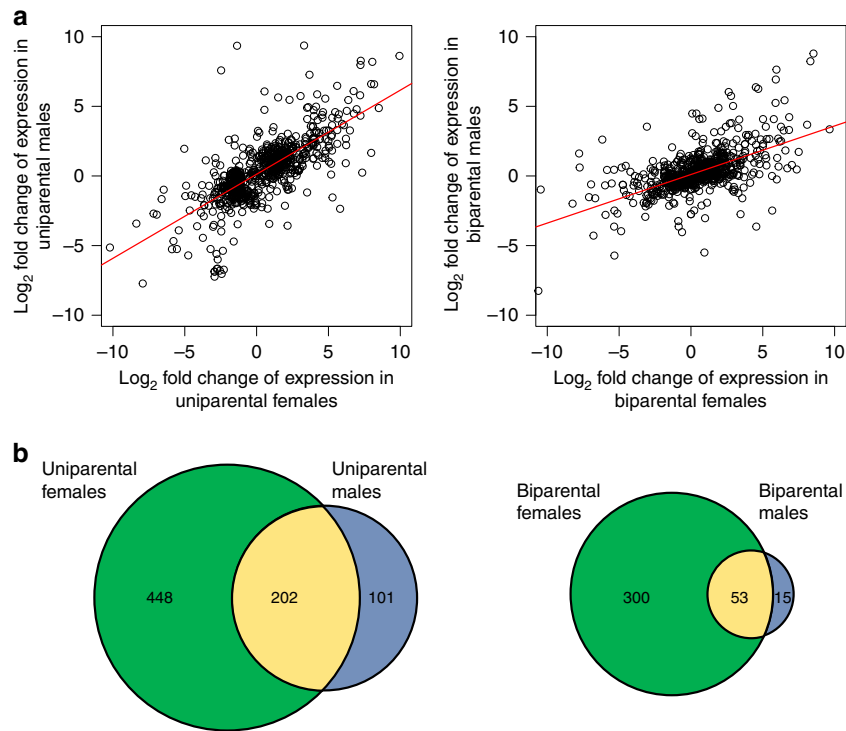 a
Log2 fold change of expression in
uniparental males
10
5
0
−5
−10
−10 −5 0 5 10
Log2 fold change of expression in
uniparental females
Log2 fold change of expression in
biparental males
10
5
0
−5
−10
−10 −5 0 5 10
Log2 fold change of expression in
biparental females
b
Uniparental
females
Uniparental
males
448
202
101
Biparental
females
Biparental
males
300
53
15